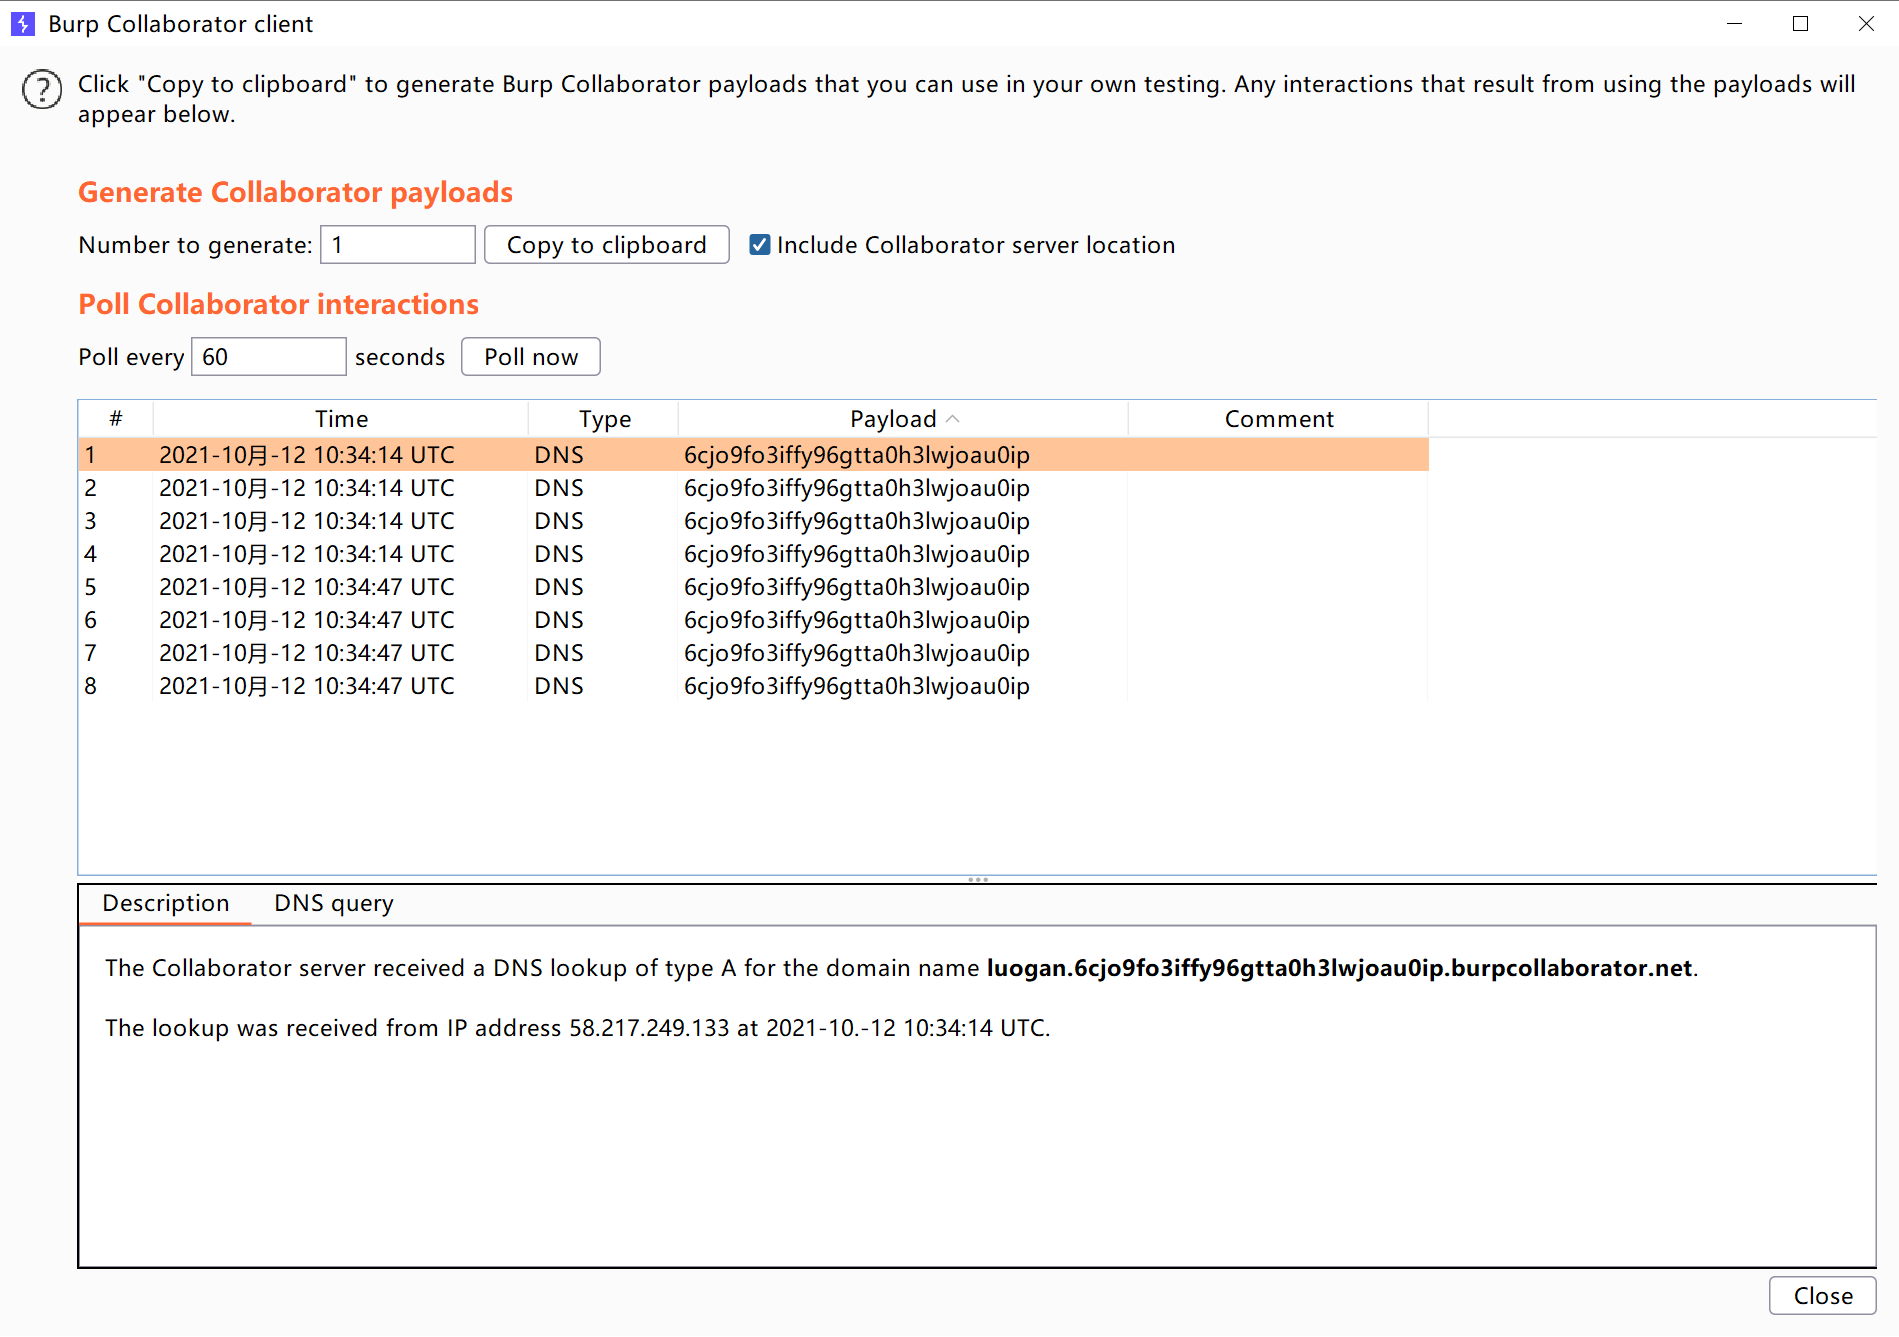 Burp Collaborator client
Click "Copy to clipboard" to generate Burp Collaborator payloads that you can use in your own testing. Any interactions that result from using the payloads will
appear below.
Generate Collaborator payloads
Number to generate: 1 Copy to clipboard Include Collaborator server location
Poll Collaborator interactions
Poll every 60 seconds Poll now
# Time Type Payload Comment
1 2021-10月-12 10:34:14 UTC DNS 6cjo9fo3iffy96gtta0h3lwjoau0ip
2 2021-10月-12 10:34:14 UTC DNS 6cjo9fo3iffy96gtta0h3lwjoau0ip
3 2021-10月-12 10:34:14 UTC DNS 6cjo9fo3iffy96gtta0h3lwjoau0ip
4 2021-10月-12 10:34:14 UTC DNS 6cjo9fo3iffy96gtta0h3lwjoau0ip
5 2021-10月-12 10:34:47 UTC DNS 6cjo9fo3iffy96gtta0h3lwjoau0ip
6 2021-10月-12 10:34:47 UTC DNS 6cjo9fo3iffy96gtta0h3lwjoau0ip
7 2021-10月-12 10:34:47 UTC DNS 6cjo9fo3iffy96gtta0h3lwjoau0ip
8 2021-10月-12 10:34:47 UTC DNS 6cjo9fo3iffy96gtta0h3lwjoau0ip
Description DNS query
The Collaborator server received a DNS lookup of type A for the domain name luogan.6cjo9fo3iffy96gtta0h3lwjoau0ip.burpcollaborator.net.
The lookup was received from IP address 58.217.249.133 at 2021-10.-12 10:34:14 UTC.
Close